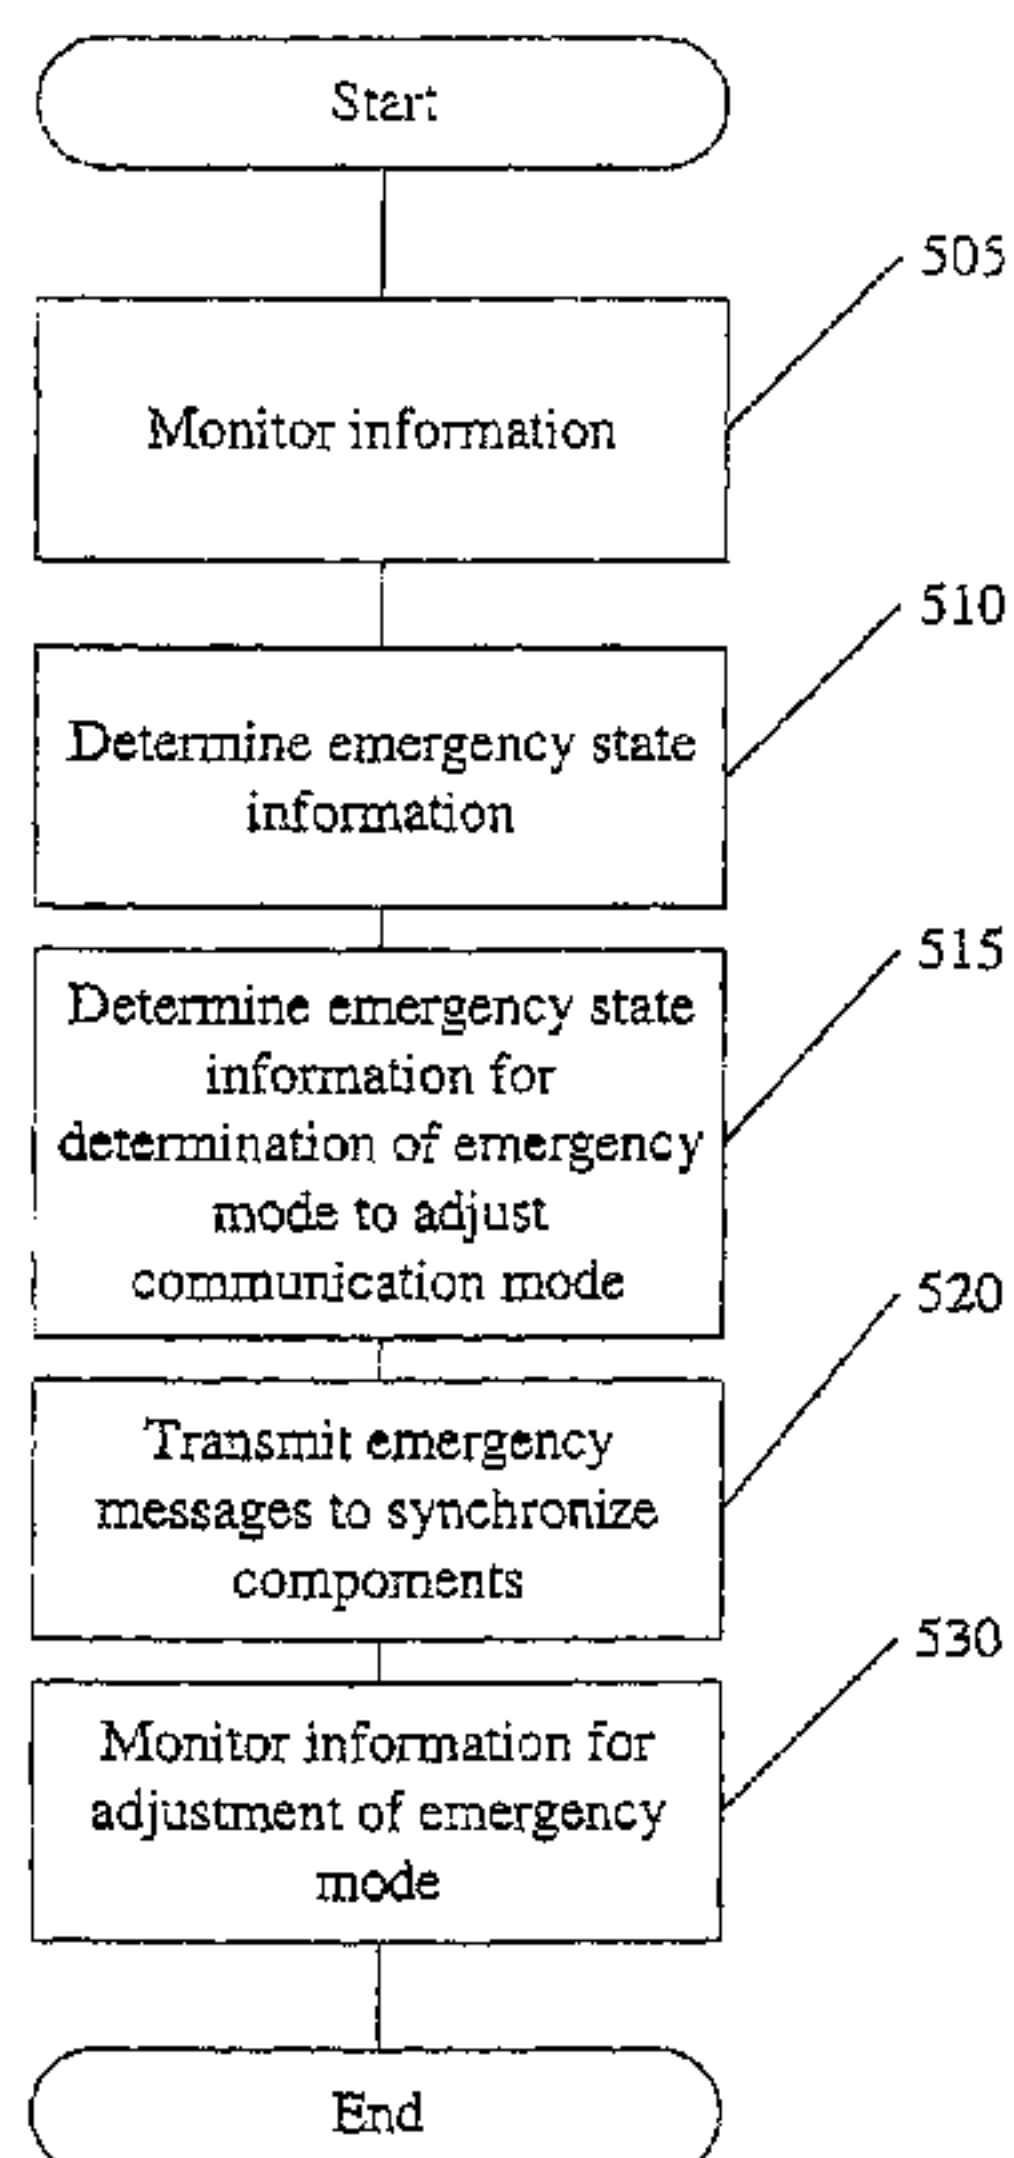 Start
505
Monitor information
510
Determine emergency state
information
515
Determine emergency state
information for
determination of emergency
mode to adjust
communication mode
520
Transmit emergency
messages to synchronize
compoments
530
Monitor information for
adjustment of emergency
mode
End